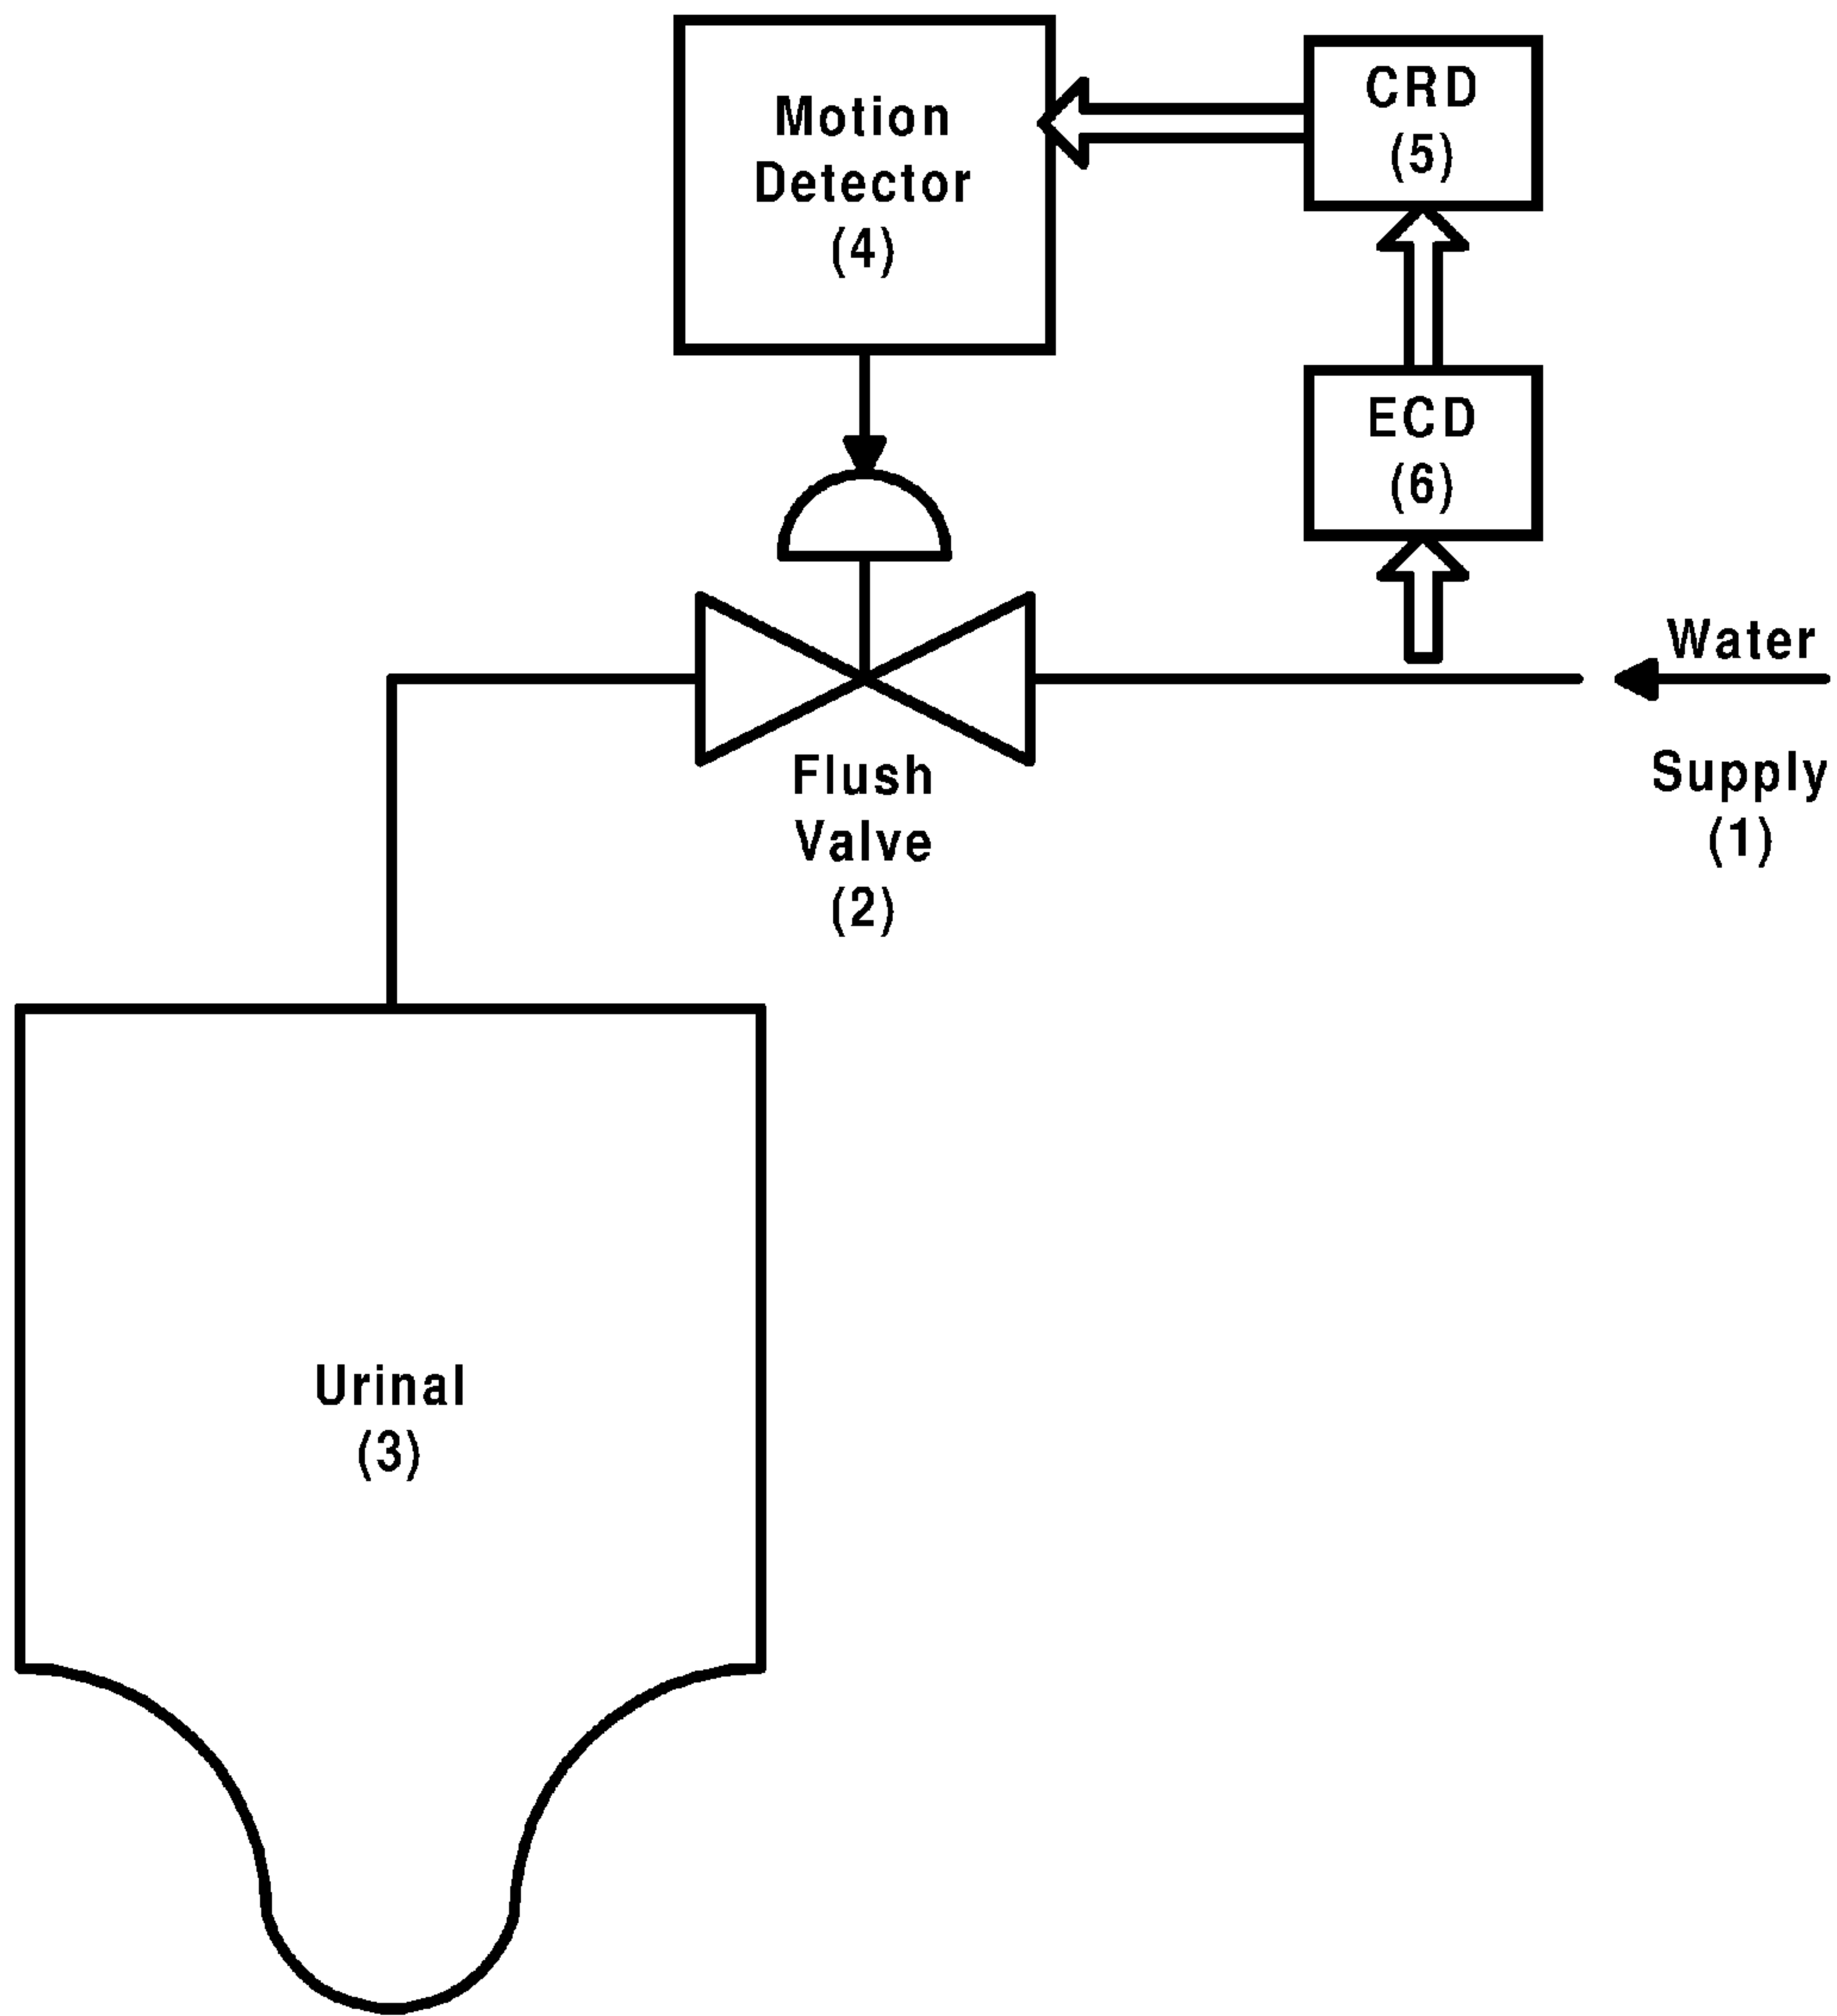 Motion
Detector
(4)
CRD
(5)
ECD
(6)
Water
Supply
(1)
Flush
Valve
(2)
Urinal
(3)